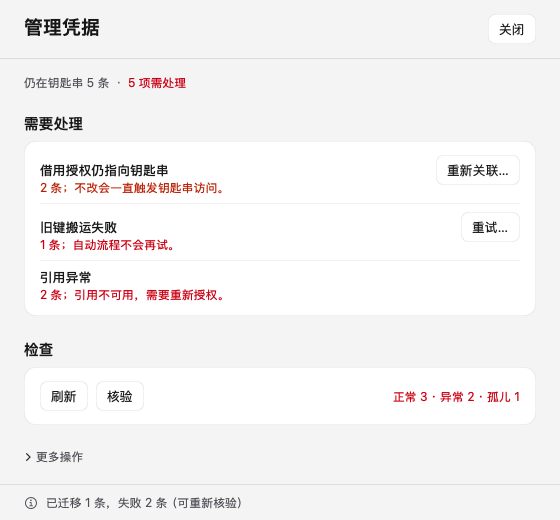 管理凭据
关闭
仍在钥匙串 5 条 · 5 项需处理
需要处理
借用授权仍指向钥匙串
2 条；不改会一直触发钥匙串访问。
重新关联...
旧键搬运失败
1 条；自动流程不会再试。
重试...
引用异常
2 条；引用不可用，需要重新授权。
检查
刷新 核验 正常 3 · 异常 2 · 孤儿 1
更多操作
已迁移 1 条，失败 2 条（可重新核验）